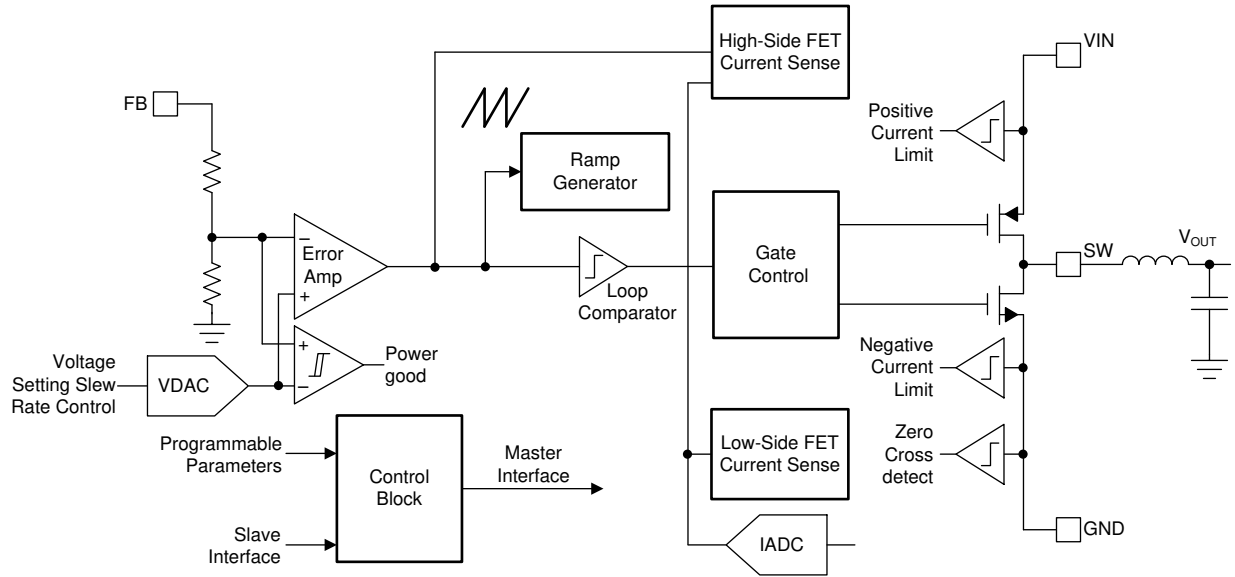 High-Side FET
Current Sense
VIN
FB
Positive
Current
Limit
Ramp
Generator
Error
Amp
−
+
Loop
Comparator
Gate
Control
SW
VOUT
Voltage
Setting Slew
Rate Control
VDAC
+
−
Power
good
Negative
Current
Limit
Programmable
Parameters
Control
Block
Master
Interface
Low-Side FET
Current Sense
Zero
Cross
detect
Slave
Interface
IADC
GND